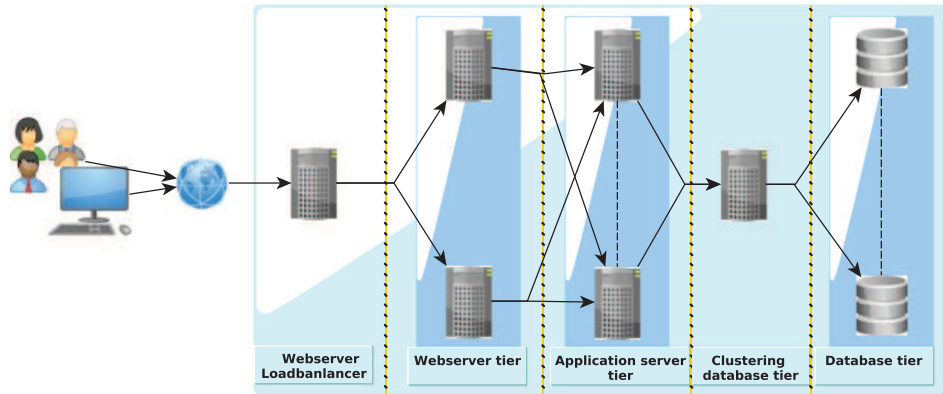 Webserver
Loadbanlancer
Webserver tier
Application server
tier
Clustering
database tier
Database tier